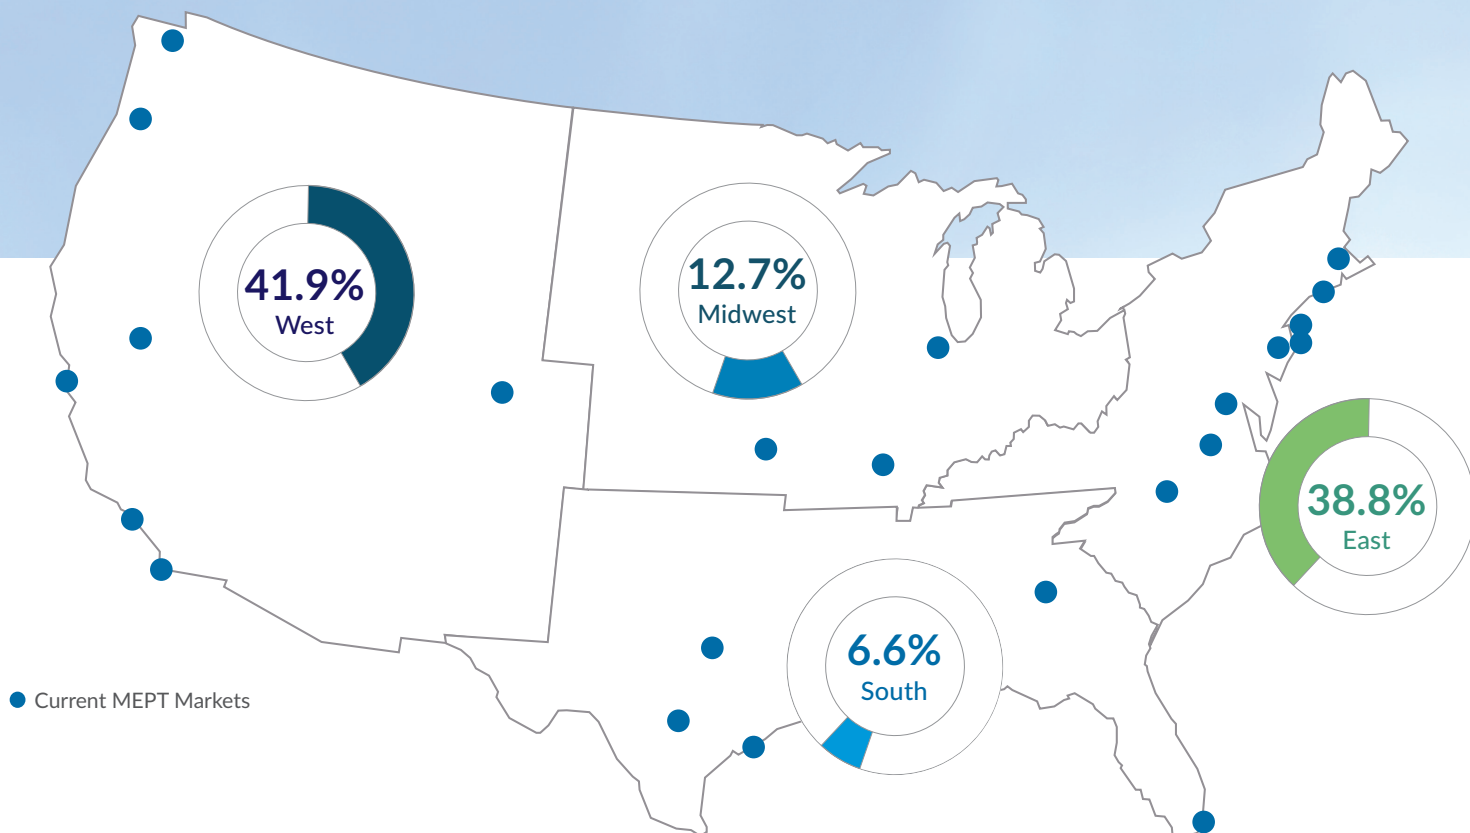 41.9%
West
12.7%
Midwest
38.8%
East
6.6%
South
Current MEPT Markets